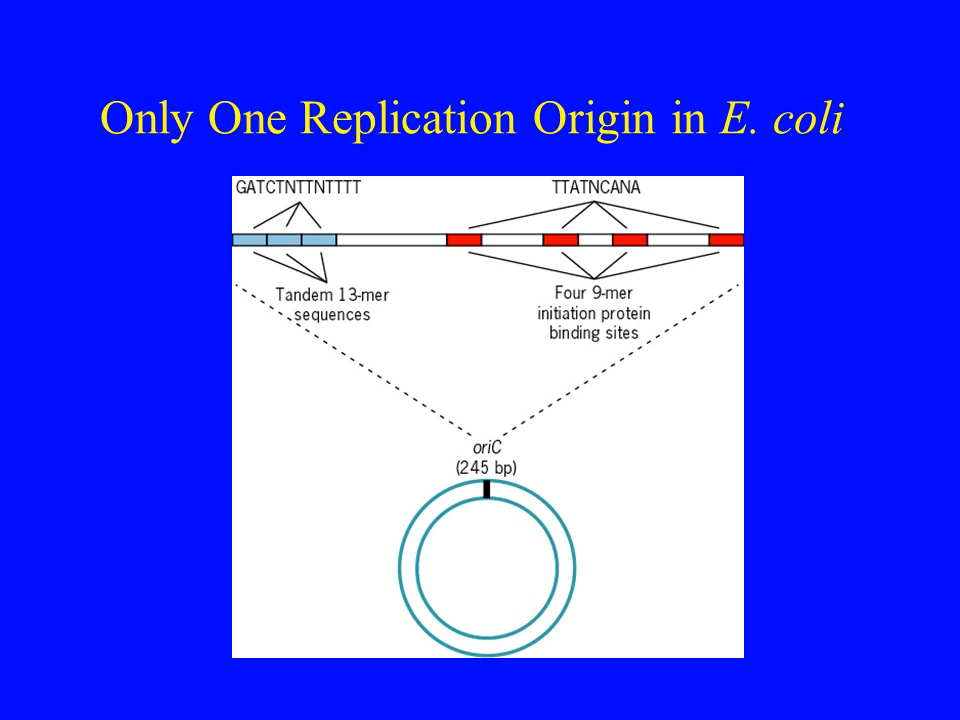 Only One Replication Origin in E. coli
GATCTNTTNTTTT
TTATNCANA
Tandem 13-mer
sequences
Four 9-mer
initiation protein
binding sites
oriC
(245 bp)